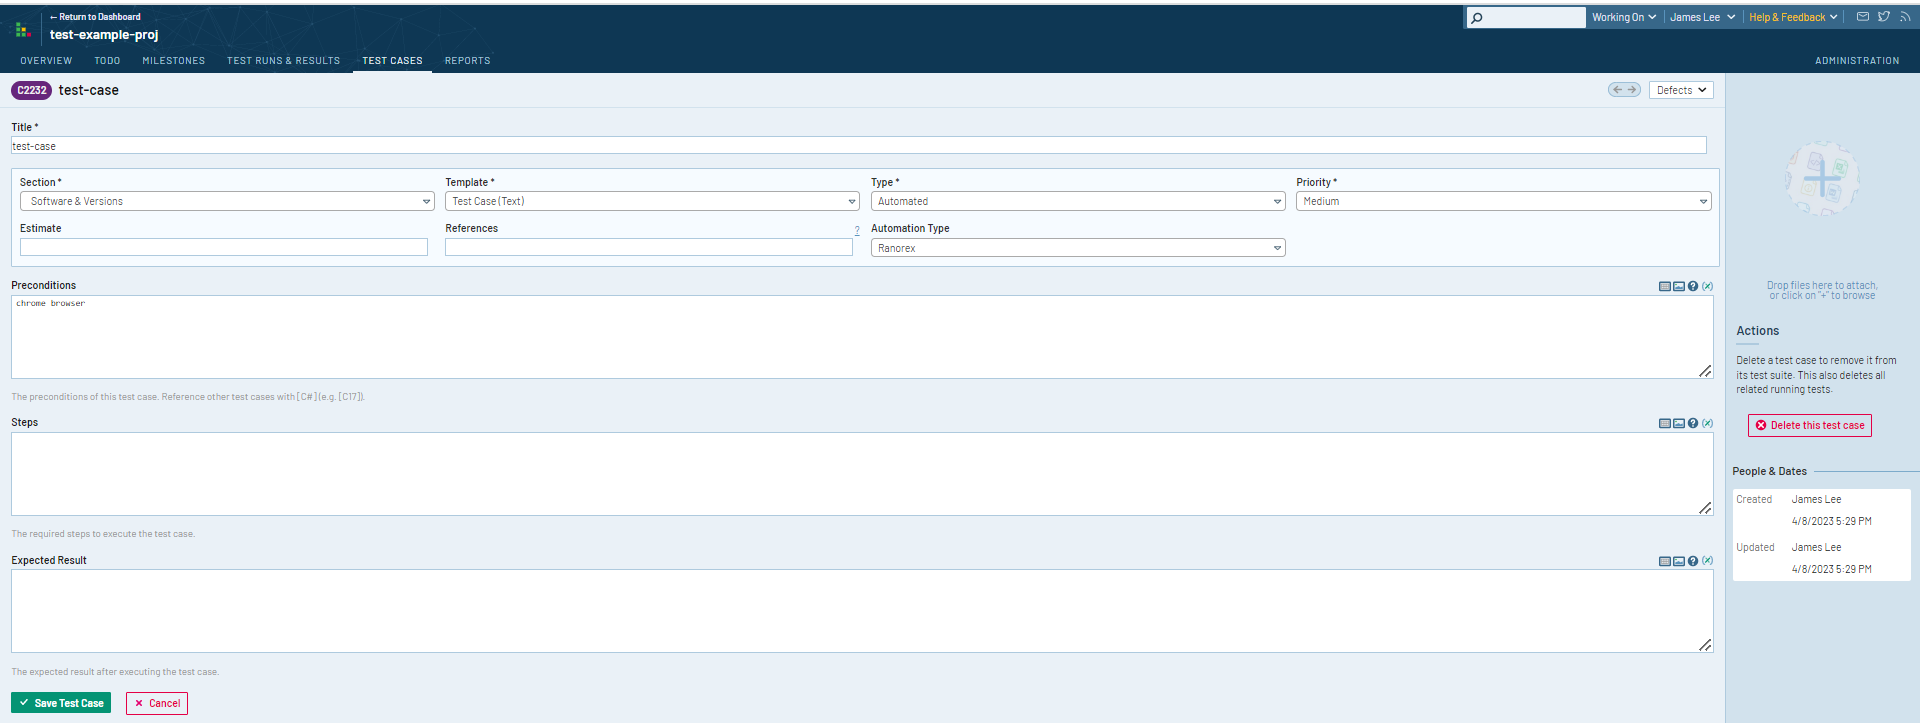 ← Return to Dashboard
test-example-proj
Working On
James Lee
Help & Feedback
OVERVIEW
TODO
MILESTONES
TEST RUNS & RESULTS
TEST CASES
REPORTS
ADMINISTRATION
C2232 test-case
Defects
Title *
test-case
Section *
Template *
Type *
Priority *
Software & Versions
Test Case (Text)
Automated
Medium
Estimate
References
?
Automation Type
Ranorex
Preconditions
chrome browser
The preconditions of this test case. Reference other test cases with [C#] (e.g. [C17]).
Steps
The required steps to execute the test case.
Expected Result
The expected result after executing the test case.
Save Test Case
Cancel
Drop files here to attach,
or click on "+" to browse
Actions
Delete a test case to remove it from
its test suite. This also deletes all
related running tests.
Delete this test case
People & Dates
Created James Lee
4/8/2023 5:29 PM
Updated James Lee
4/8/2023 5:29 PM